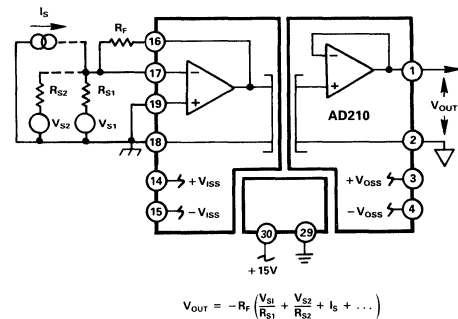 IS
RF
16
17
19
18
14
15
RS2
RS1
VS2
VS1
+VISS
−VISS
AD210
1
2
3
4
VOUT
+VOSS
−VOSS
30
29
+15V
VOUT = −RF (VSI/RS1 + VS2/RS2 + IS + . . . )